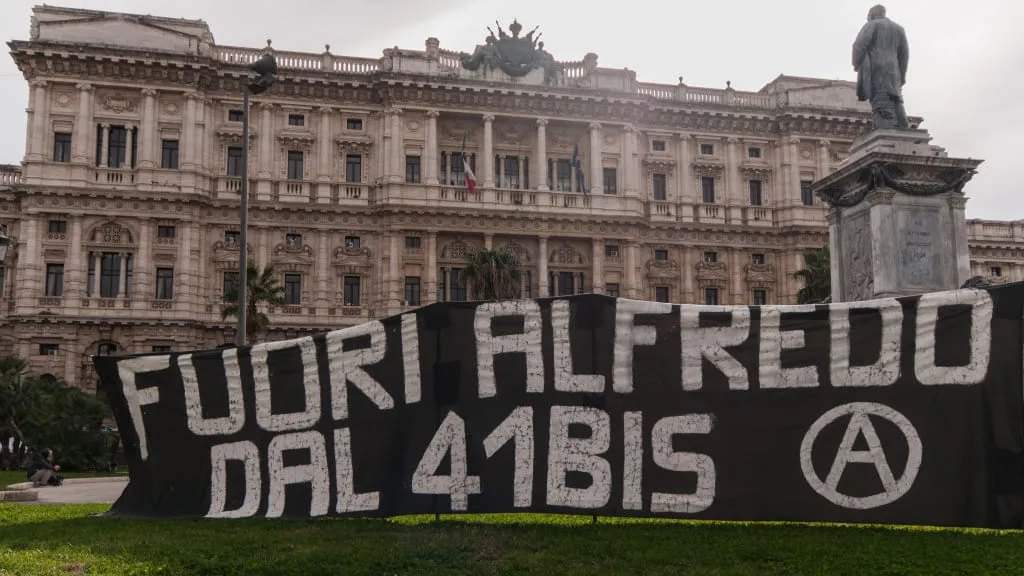 FUORI ALFREDO
DAL 41BIS A